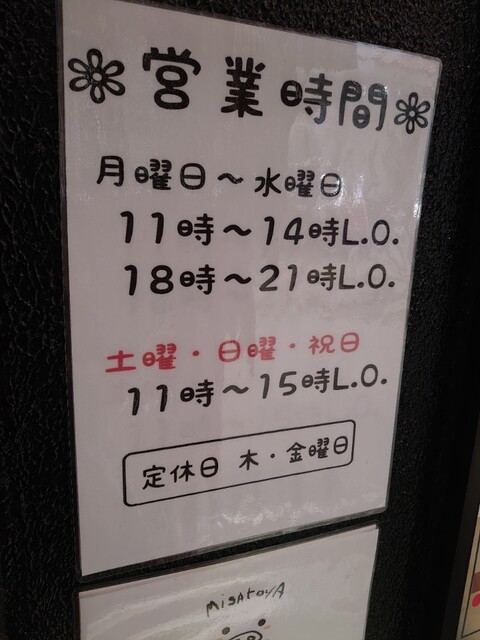 営業時間
月曜日～水曜日
11時～14時L.O.
18時～21時L.O.
土曜・日曜・祝日
11時～15時L.O.
定休日 木・金曜日
MISAtoyA